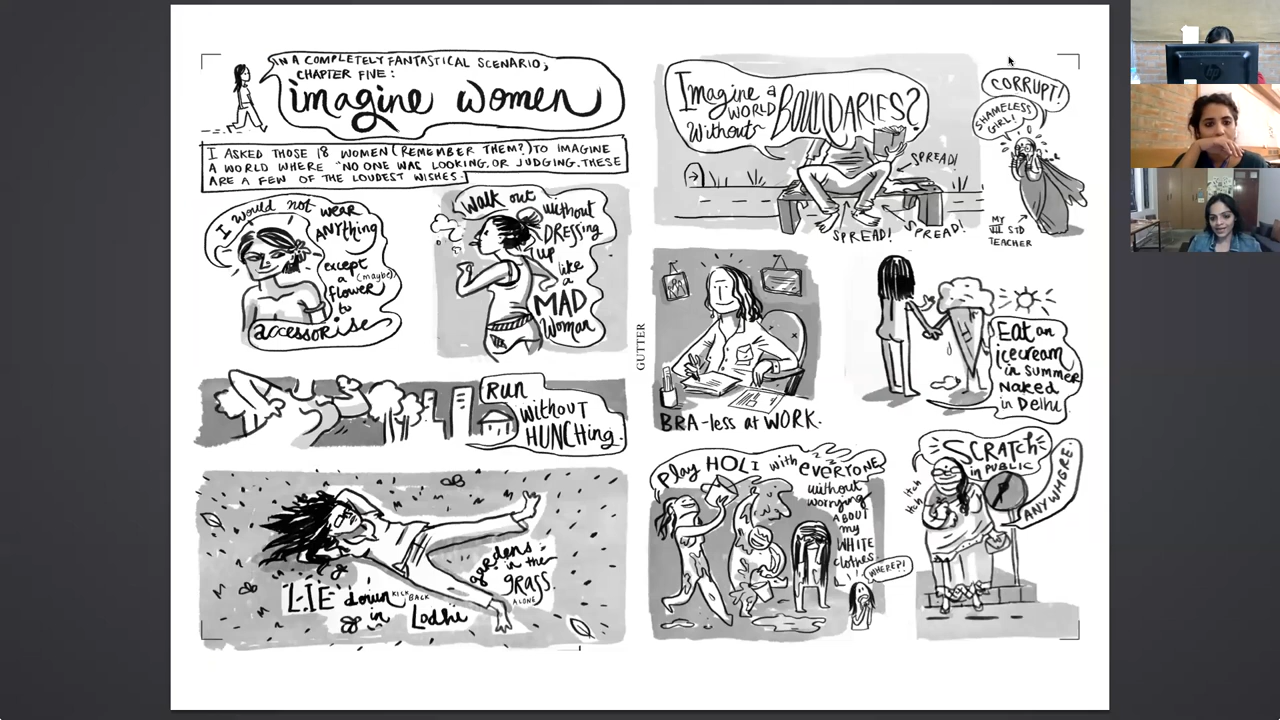 IN A COMPLETELY FANTASTICAL SCENARIO,
CHAPTER FIVE:
imagine women
I ASKED THOSE 18 WOMEN (REMEMBER THEM?) TO IMAGINE
A WORLD WHERE NO ONE WAS LOOKING. OR JUDGING. THESE
ARE A FEW OF THE LOUDEST WISHES.
I would not wear
ANYthing
except
a (maybe)
flower
to
accessorise
Walk out without
DRESSING
up
like
a
MAD
Woman
Run
WITHOUT
HUNCHing.
LIE down KICK BACK
in Lodhi
gardens
in the
grass
ALONE
GUTTER
Imagine a
WORLD
Without
BOUNDARIES?
SPREAD!
SPREAD!
SPREAD!
CORRUPT!
SHAMELESS
GIRL!
MY
VII STD
TEACHER
BRA-less at WORK.
Eat an
icecream
in summer
Naked
in Delhi.
Play HOLI with everyone
without
worrying
ABOUT
my
WHITE
clothes
WHERE?!
SCRATCH
in PUBLIC
ANYWHERE.
Itch
Itch
hp